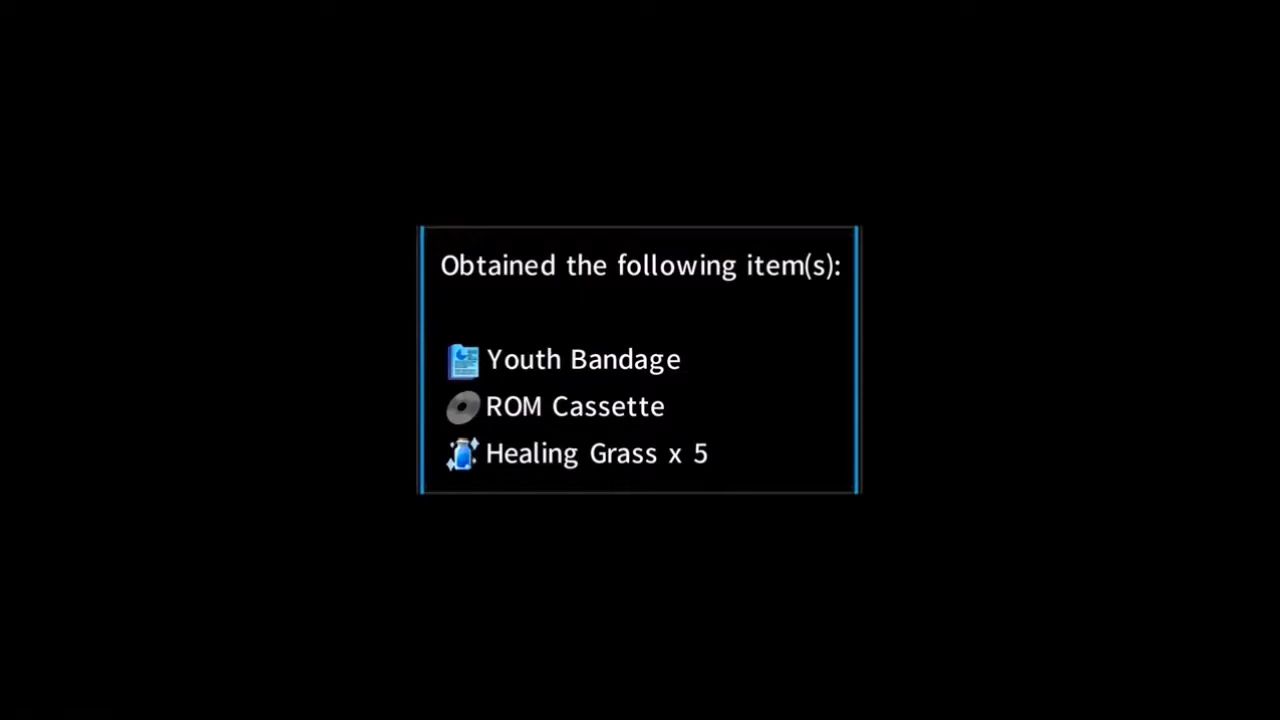 Obtained the following item(s):
Youth Bandage
ROM Cassette
Healing Grass x 5